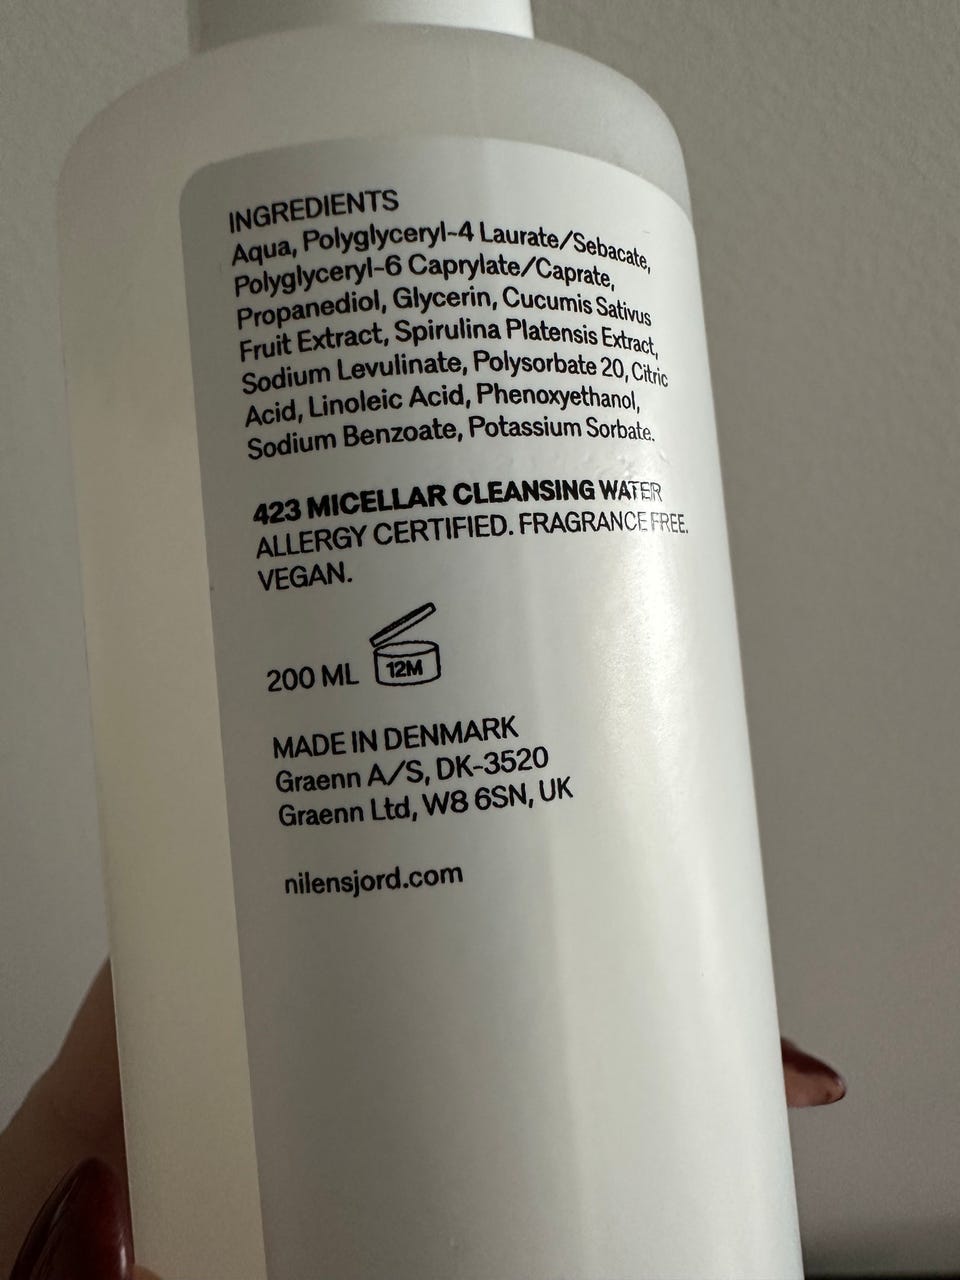 INGREDIENTS
Aqua, Polyglyceryl-4 Laurate/Sebacate,
Polyglyceryl-6 Caprylate/Caprate,
Propanediol, Glycerin, Cucumis Sativus
Fruit Extract, Spirulina Platensis Extract,
Sodium Levulinate, Polysorbate 20, Citric
Acid, Linoleic Acid, Phenoxyethanol,
Sodium Benzoate, Potassium Sorbate.
423 MICELLAR CLEANSING WATER
ALLERGY CERTIFIED. FRAGRANCE FREE.
VEGAN.
200 ML 12M
MADE IN DENMARK
Graenn A/S, DK-3520
Graenn Ltd, W8 6SN, UK
nilensjord.com